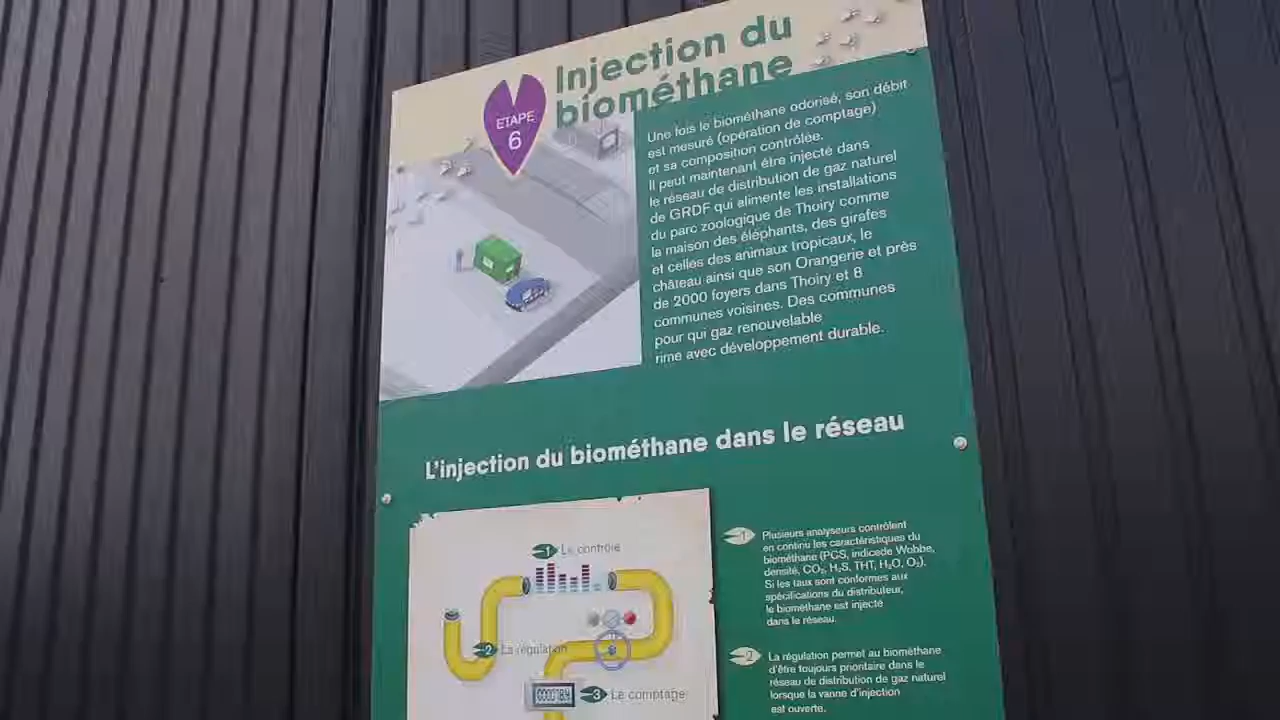 ETAPE
6
Injection du
biométhane
Une fois le biométhane odorisé, son débit
est mesuré (opération de comptage)
et sa composition contrôlée.
Il peut maintenant être injecté dans
le réseau de distribution de gaz naturel
de GRDF qui alimente les installations
du parc zoologique de Thoiry comme
la maison des éléphants, des girafes
et celles des animaux tropicaux, le
château ainsi que son Orangerie et près
de 2000 foyers dans Thoiry et 8
communes voisines. Des communes
pour qui gaz renouvelable
rime avec développement durable.
L'injection du biométhane dans le réseau
1 Le contrôle
2 La régulation
3 Le comptage
1 Plusieurs analyseurs contrôlent
en continu les caractéristiques du
biométhane (PCS, indicede Wobbe,
densité, CO₂, H₂S, THT, H₂O, O₂).
Si les taux sont conformes aux
spécifications du distributeur,
le biométhane est injecté
dans le réseau.
2 La régulation permet au biométhane
d'être toujours prioritaire dans le
réseau de distribution de gaz naturel
lorsque la vanne d'injection
est ouverte.